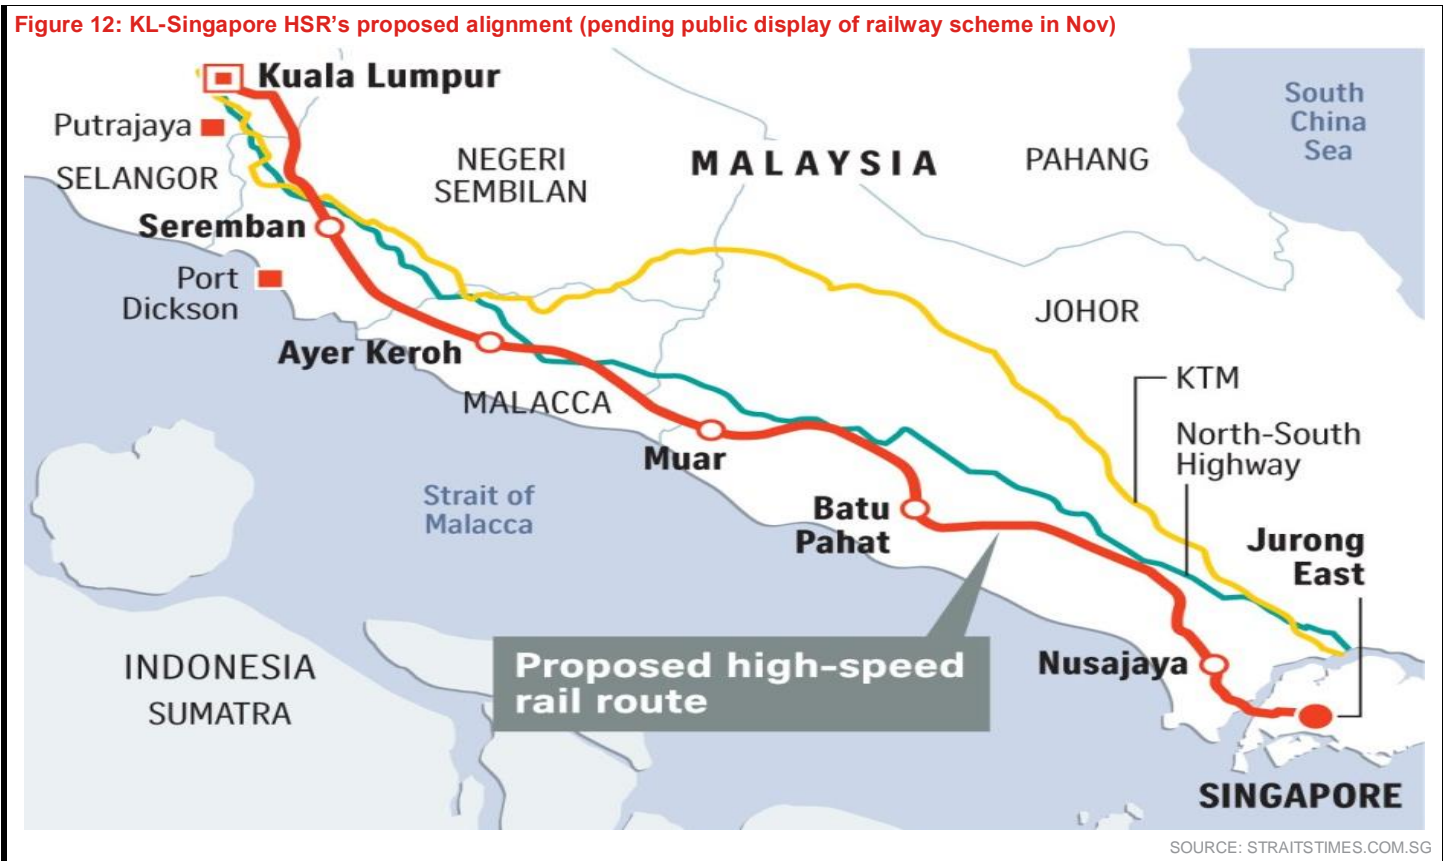 Figure 12: KL-Singapore HSR's proposed alignment (pending public display of railway scheme in Nov)
Kuala Lumpur
Putrajaya
SELANGOR
NEGERI
SEMBILAN
MALAYSIA
PAHANG
South
China
Sea
Seremban
Port
Dickson
JOHOR
Ayer Keroh
MALACCA
KTM
North-South
Highway
Muar
Strait of
Malacca
Batu
Pahat
Jurong
East
INDONESIA
SUMATRA
Proposed high-speed
rail route
Nusajaya
SINGAPORE
SOURCE: STRAITSTIMES.COM.SG